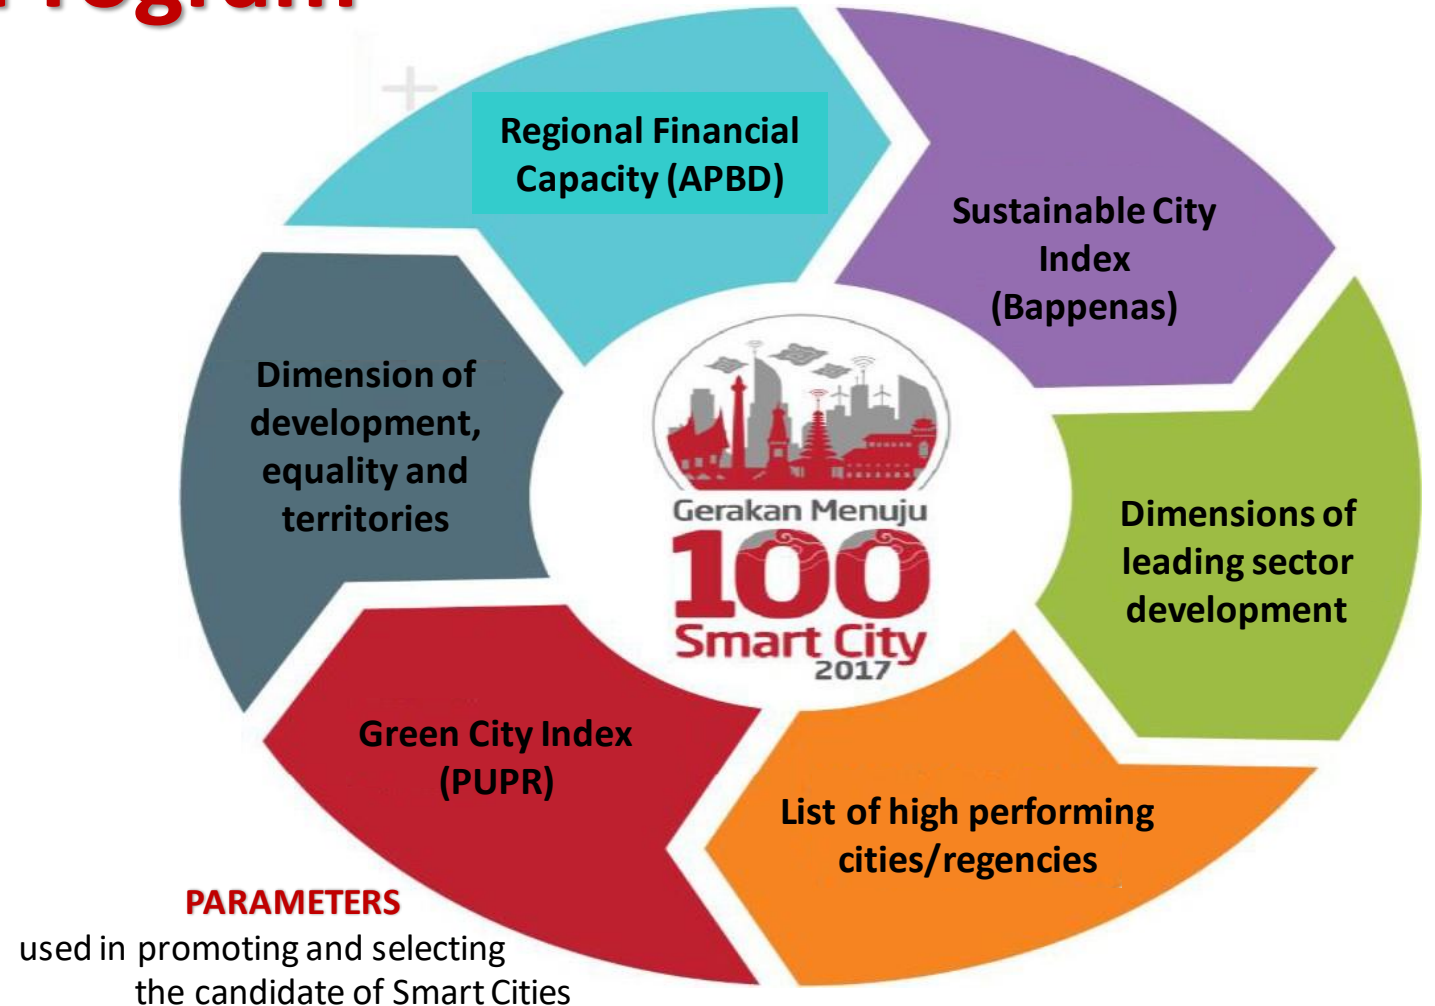 Program
Regional Financial
Capacity (APBD)
Sustainable City
Index
(Bappenas)
Dimension of
development,
equality and
territories
Dimensions of
leading sector
development
Gerakan Menuju
100
Smart City
2017
Green City Index
(PUPR)
List of high performing
cities/regencies
PARAMETERS
used in promoting and selecting
the candidate of Smart Cities